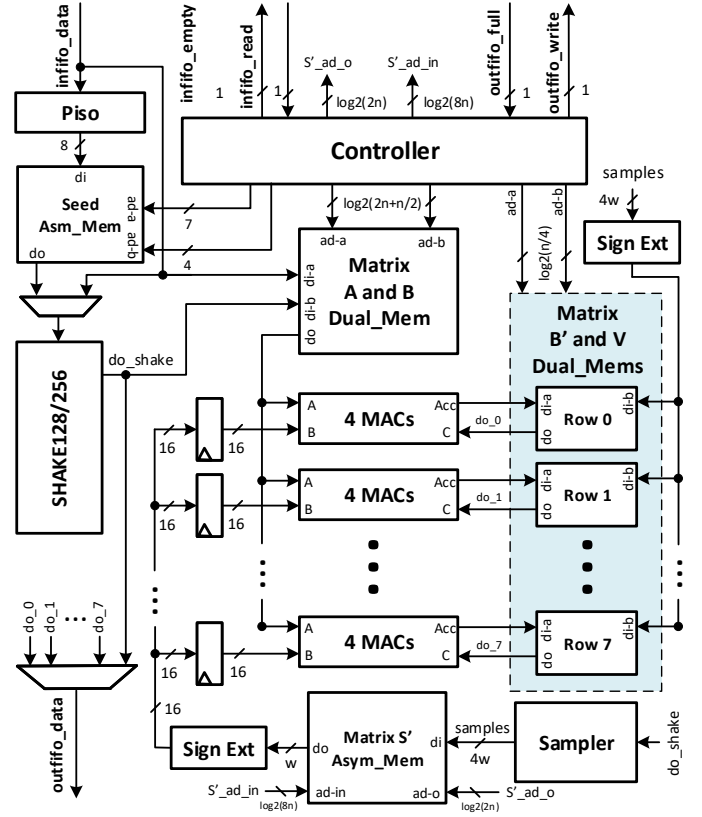 infifo_data
infifo_empty
infifo_read
1
1
S'_ad_o
log2(2n)
S'_ad_in
log2(8n)
outfifo_full
1
outfifo_write
1
Piso
8
Controller
di
Seed
Asm_Mem
ad-a
ad-b
do
7
4
log2(2n+n/2)
ad-a
ad-b
Matrix
A and B
Dual_Mem
di-a
di-b
do
ad-a
ad-b
log2(n/4)
samples
4w
Sign Ext
Matrix
B’ and V
Dual_Mems
SHAKE128/256
do_shake
16
16
A
B
4 MACs
Acc
C
do_0
di-a
do
Row 0
di-b
16
16
A
B
4 MACs
Acc
C
do_1
di-a
do
Row 1
di-b
16
16
A
B
4 MACs
Acc
C
do_7
di-a
do
Row 7
di-b
do_0
do_1
do_7
outfifo_data
16
Sign Ext
w
do
Matrix S’
Asym_Mem
di
ad-in
ad-o
samples
4w
Sampler
do_shake
S'_ad_in
log2(8n)
S'_ad_o
log2(2n)